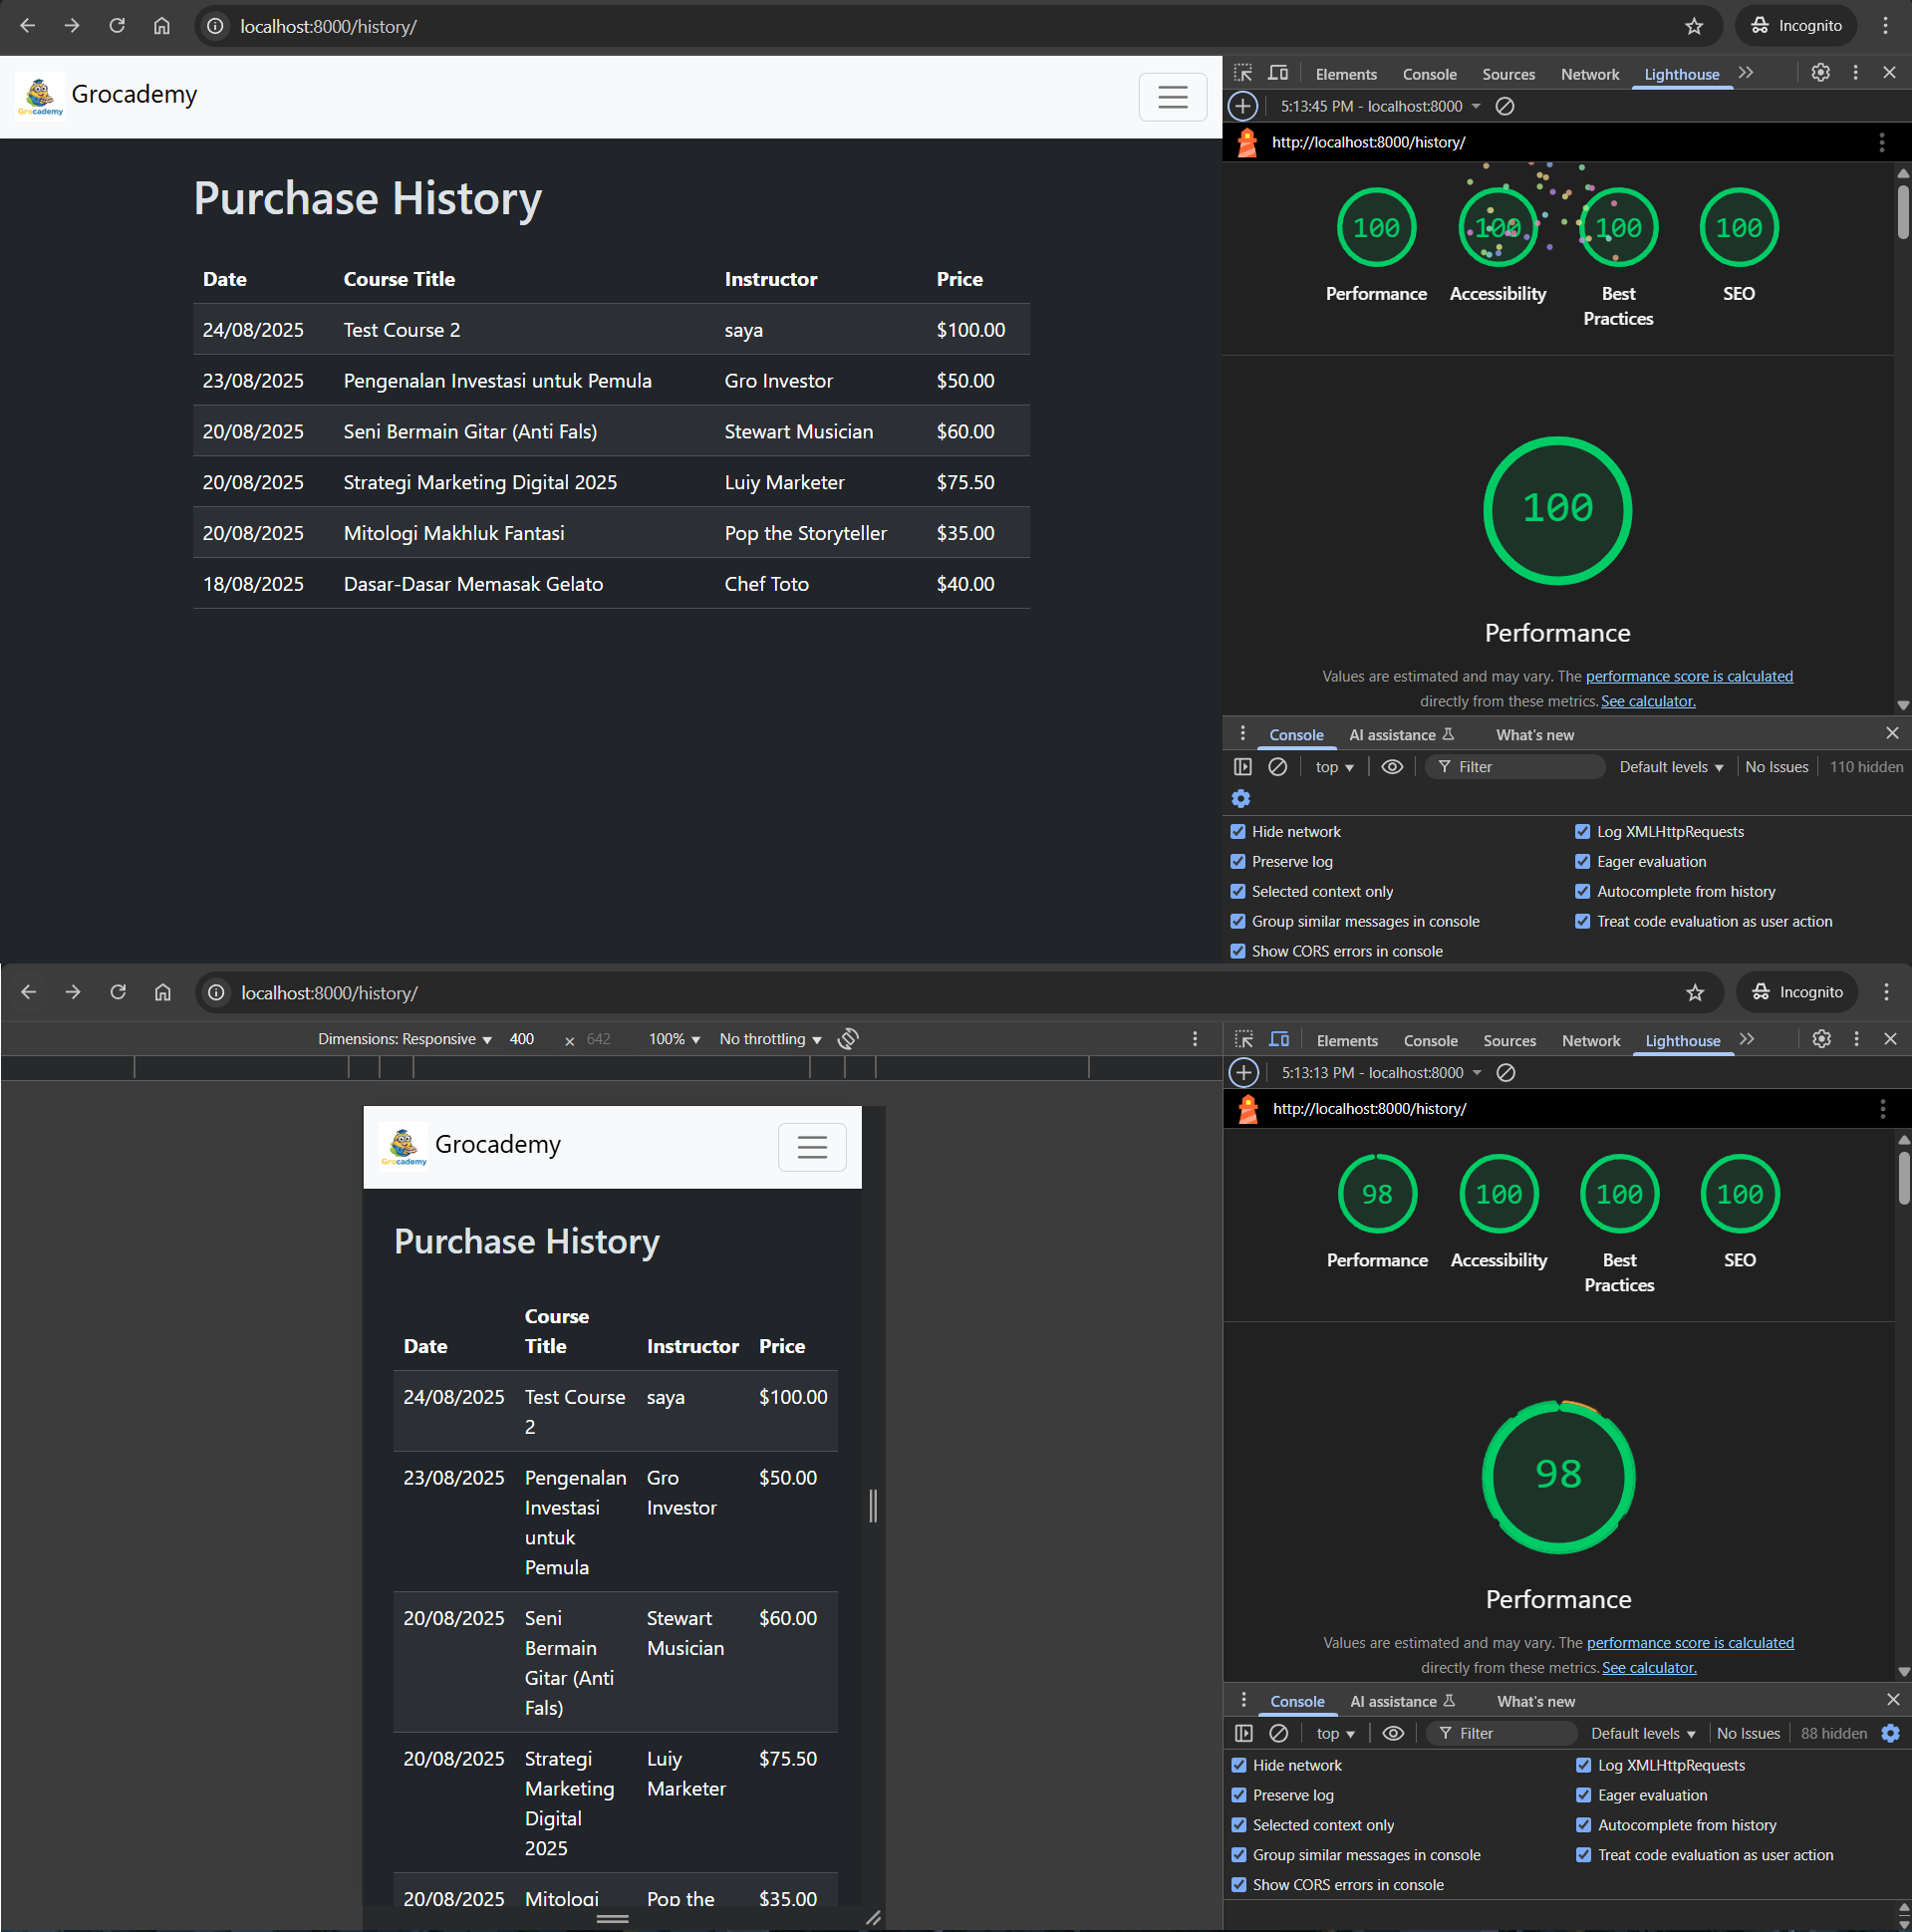 localhost:8000/history/
Incognito
Grocademy
Grocademy
Purchase History
Date Course Title Instructor Price
24/08/2025 Test Course 2 saya $100.00
23/08/2025 Pengenalan Investasi untuk Pemula Gro Investor $50.00
20/08/2025 Seni Bermain Gitar (Anti Fals) Stewart Musician $60.00
20/08/2025 Strategi Marketing Digital 2025 Luiy Marketer $75.50
20/08/2025 Mitologi Makhluk Fantasi Pop the Storyteller $35.00
18/08/2025 Dasar-Dasar Memasak Gelato Chef Toto $40.00
Elements Console Sources Network Lighthouse
5:13:45 PM - localhost:8000
http://localhost:8000/history/
100 100 100 100
Performance Accessibility Best SEO
Practices
100
Performance
Values are estimated and may vary. The performance score is calculated
directly from these metrics. See calculator.
Console AI assistance What's new
top Filter Default levels No Issues 110 hidden
Hide network Log XMLHttpRequests
Preserve log Eager evaluation
Selected context only Autocomplete from history
Group similar messages in console Treat code evaluation as user action
Show CORS errors in console
localhost:8000/history/
Incognito
Dimensions: Responsive 400 × 642 100% No throttling
Grocademy
Grocademy
Purchase History
Course
Date Title Instructor Price
24/08/2025 Test Course saya $100.00
2
23/08/2025 Pengenalan Gro $50.00
Investasi Investor
untuk
Pemula
20/08/2025 Seni Stewart $60.00
Bermain Musician
Gitar (Anti
Fals)
20/08/2025 Strategi Luiy $75.50
Marketing Marketer
Digital
2025
20/08/2025 Mitologi Pop the $35.00
Elements Console Sources Network Lighthouse
5:13:13 PM - localhost:8000
http://localhost:8000/history/
98 100 100 100
Performance Accessibility Best SEO
Practices
98
Performance
Values are estimated and may vary. The performance score is calculated
directly from these metrics. See calculator.
Console AI assistance What's new
top Filter Default levels No Issues 88 hidden
Hide network Log XMLHttpRequests
Preserve log Eager evaluation
Selected context only Autocomplete from history
Group similar messages in console Treat code evaluation as user action
Show CORS errors in console